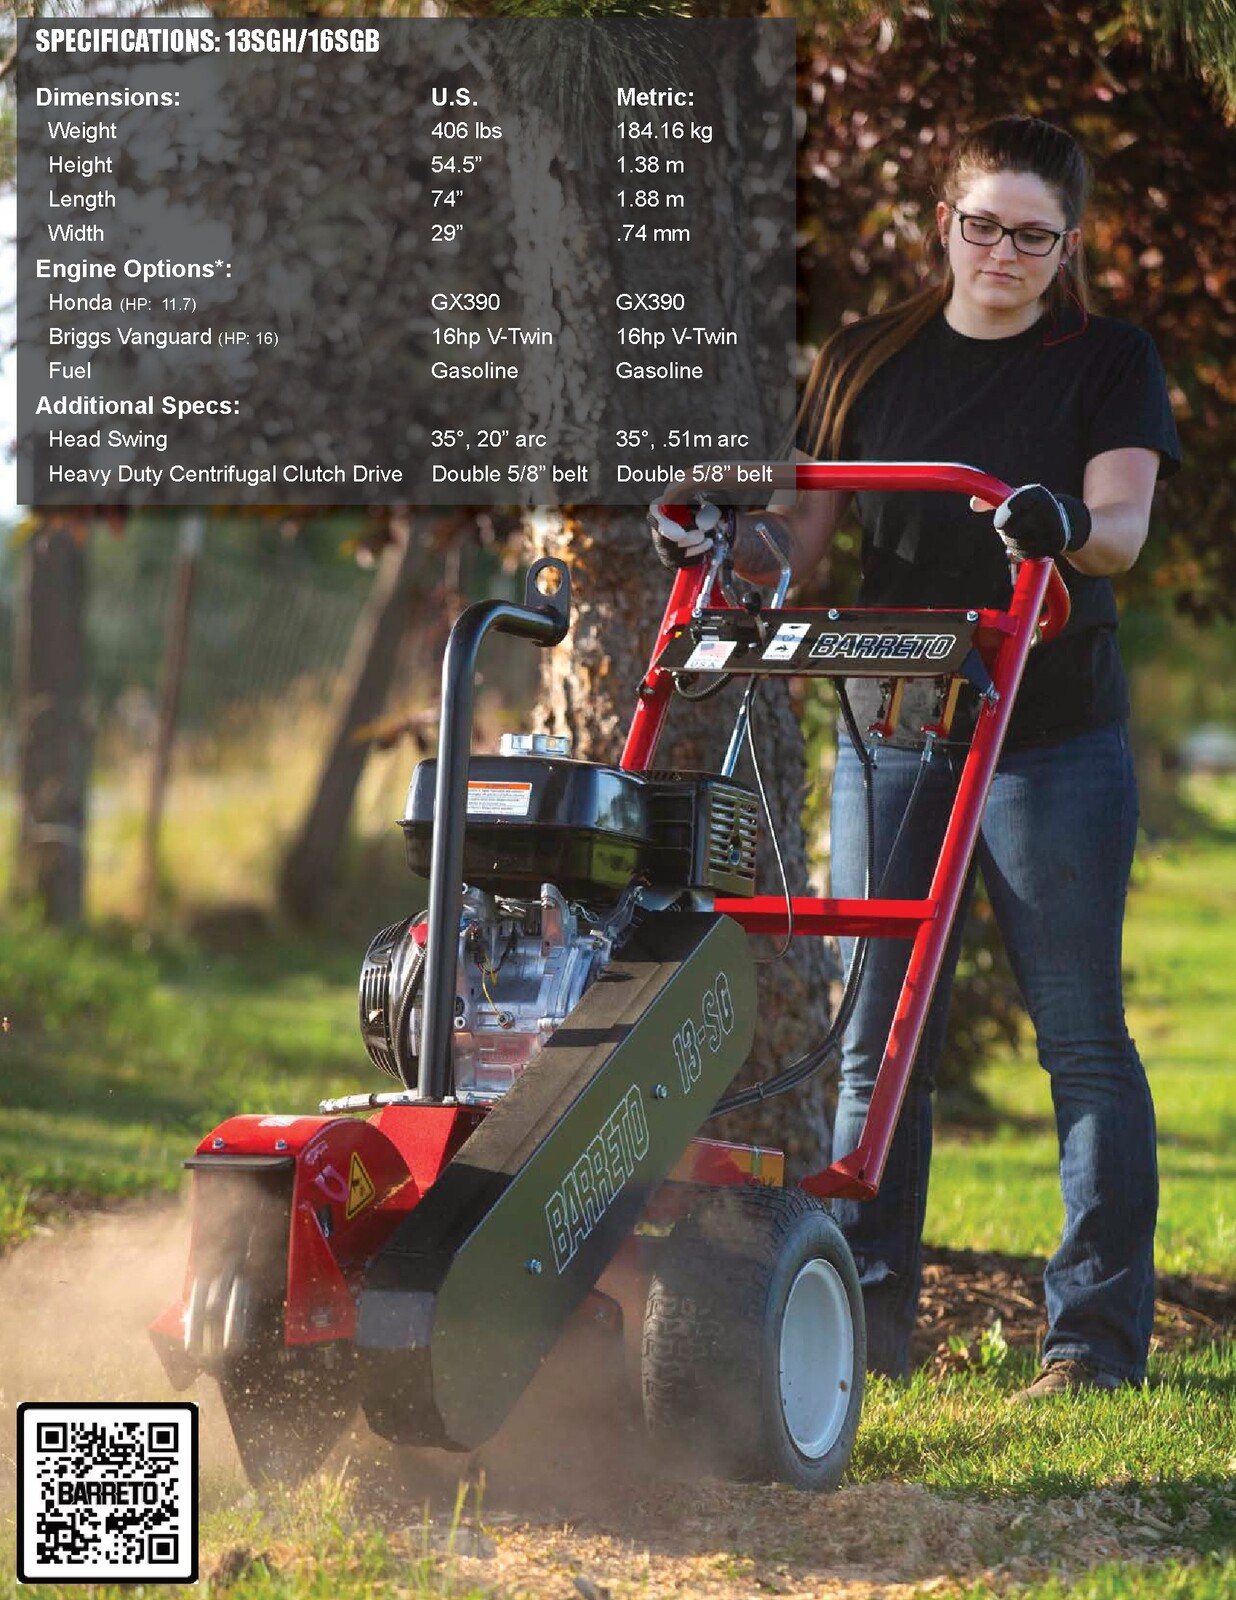 SPECIFICATIONS: 13SGH/16SGB
Dimensions: U.S. Metric:
Weight 406 lbs 184.16 kg
Height 54.5” 1.38 m
Length 74” 1.88 m
Width 29” .74 mm
Engine Options*:
Honda (HP: 11.7) GX390 GX390
Briggs Vanguard (HP: 16) 16hp V-Twin 16hp V-Twin
Fuel Gasoline Gasoline
Additional Specs:
Head Swing 35°, 20” arc 35°, .51m arc
Heavy Duty Centrifugal Clutch Drive Double 5/8” belt Double 5/8” belt
BARRETO
U.S.A.
BARRETO 13-SG
BARRETO